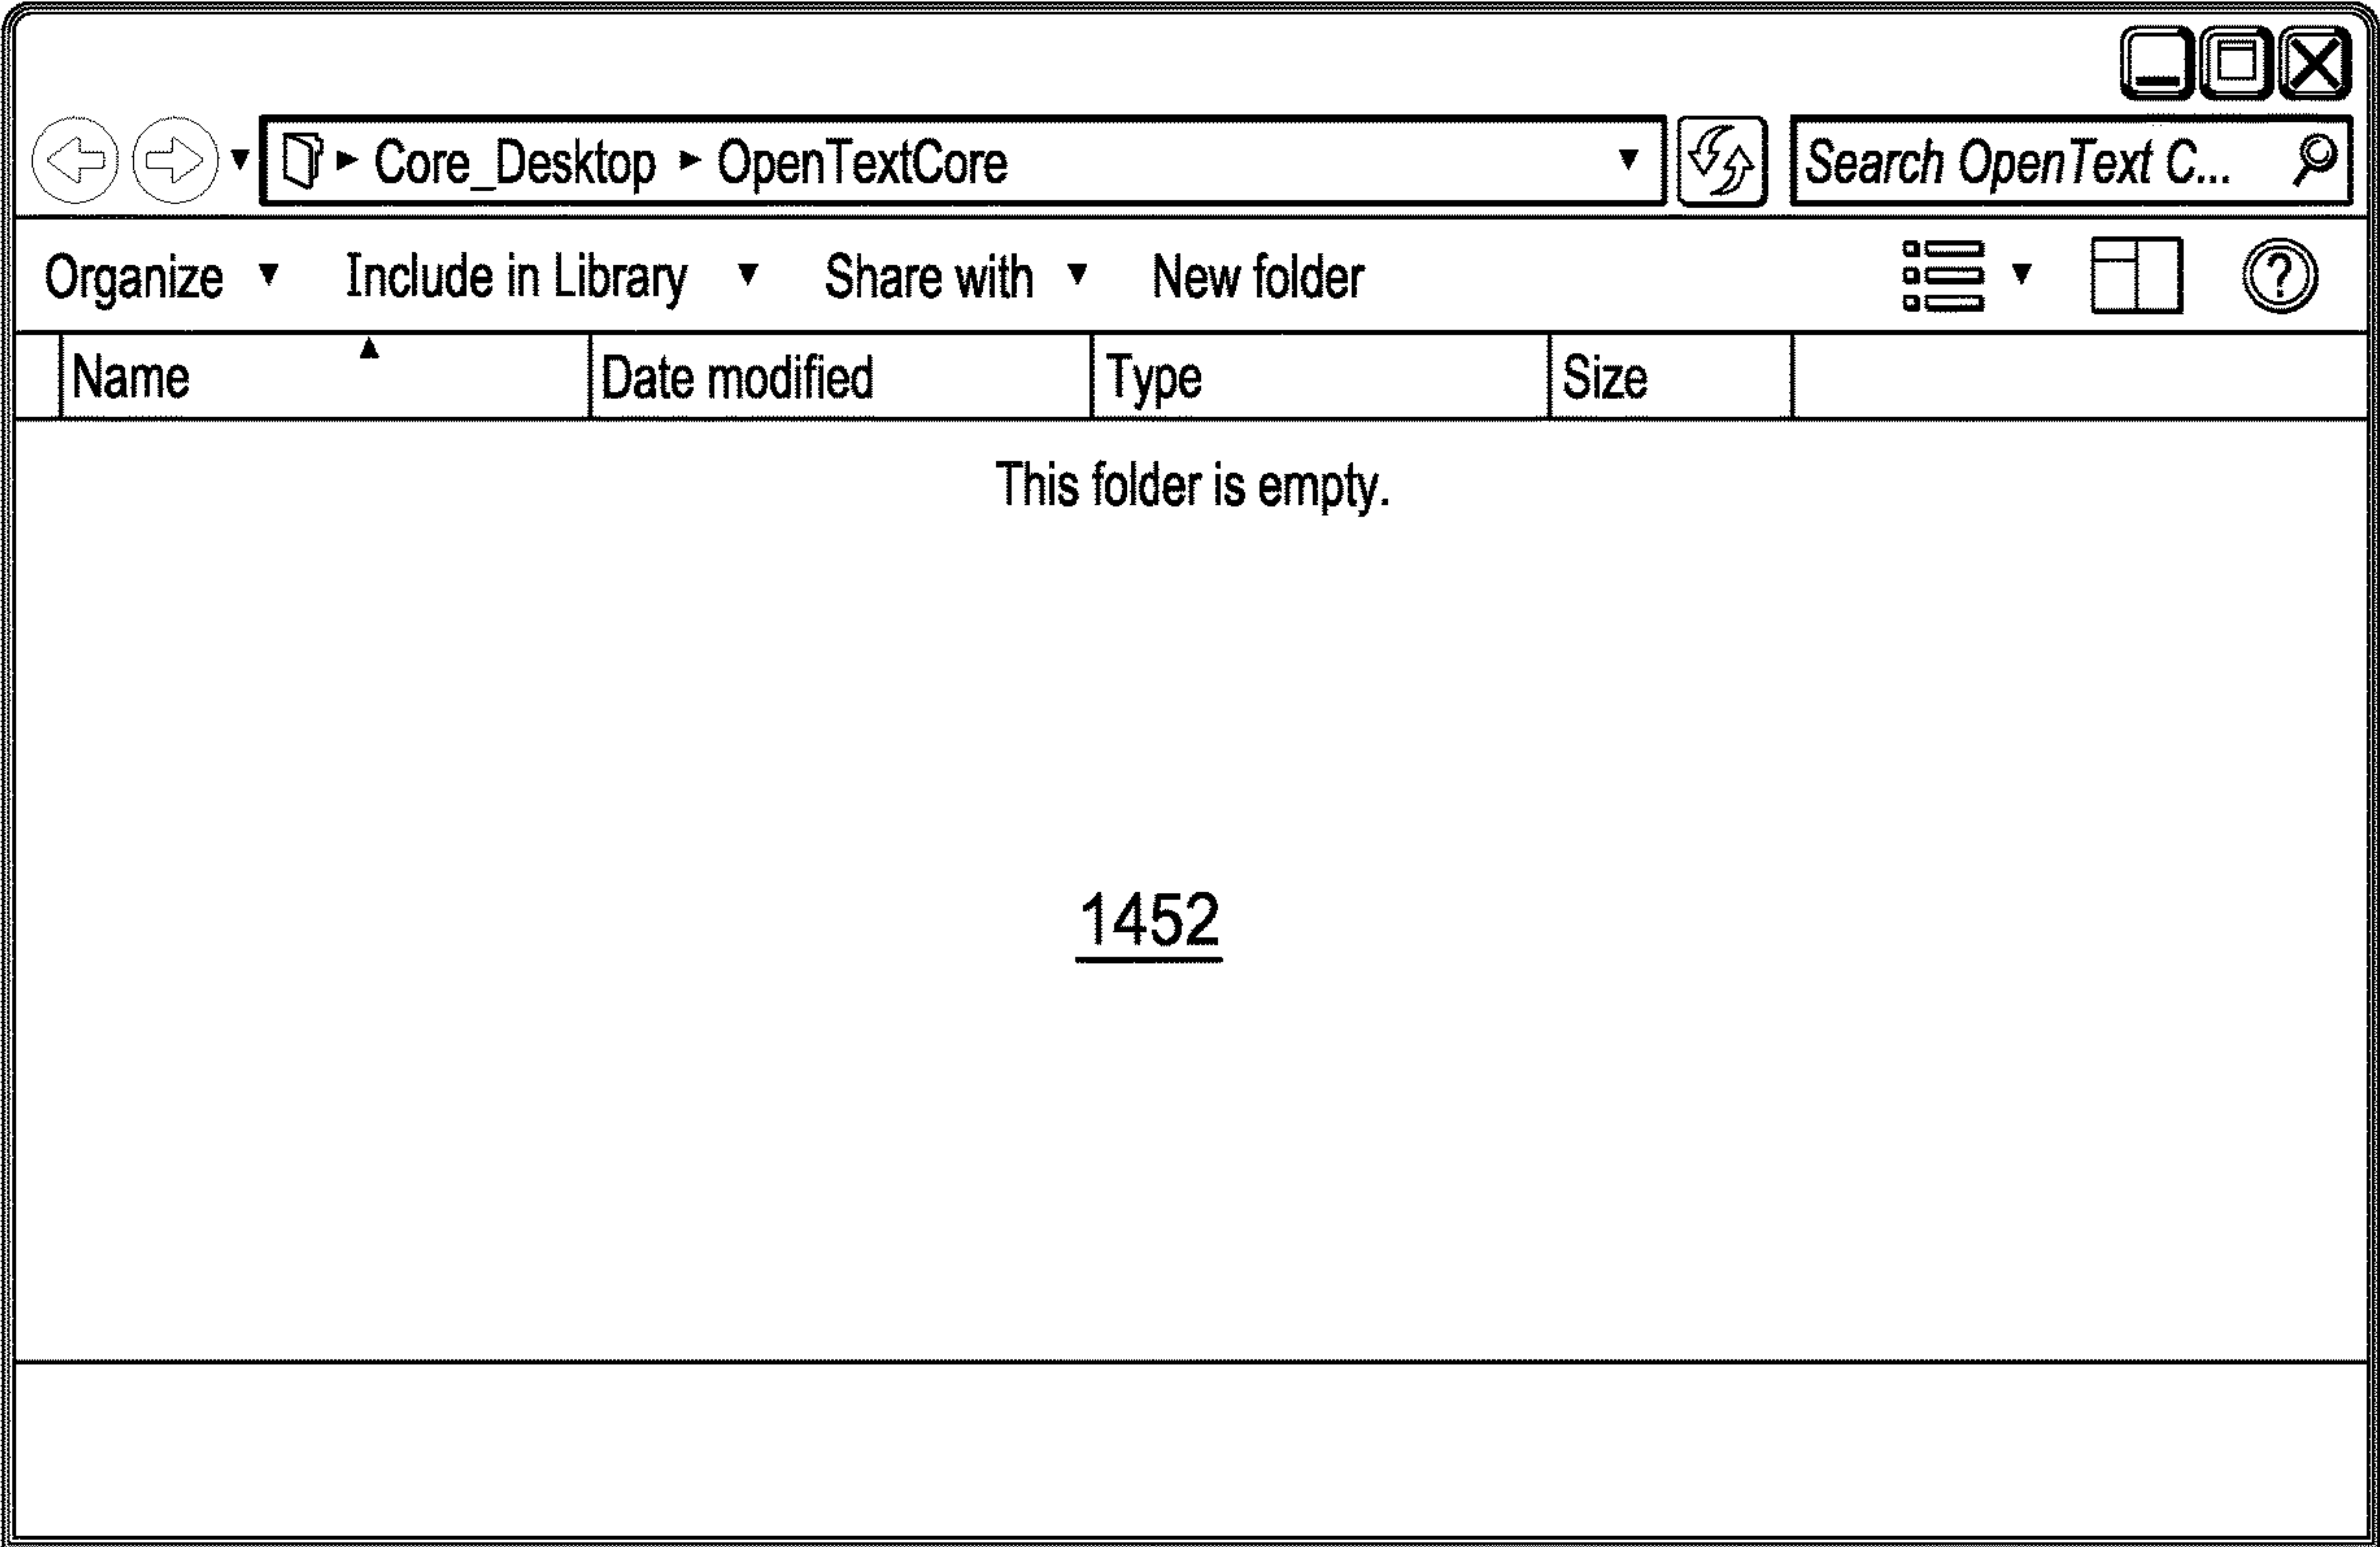 Core_Desktop OpenTextCore Search OpenText C...
Organize Include in Library Share with New folder
Name Date modified Type Size
This folder is empty.
1452